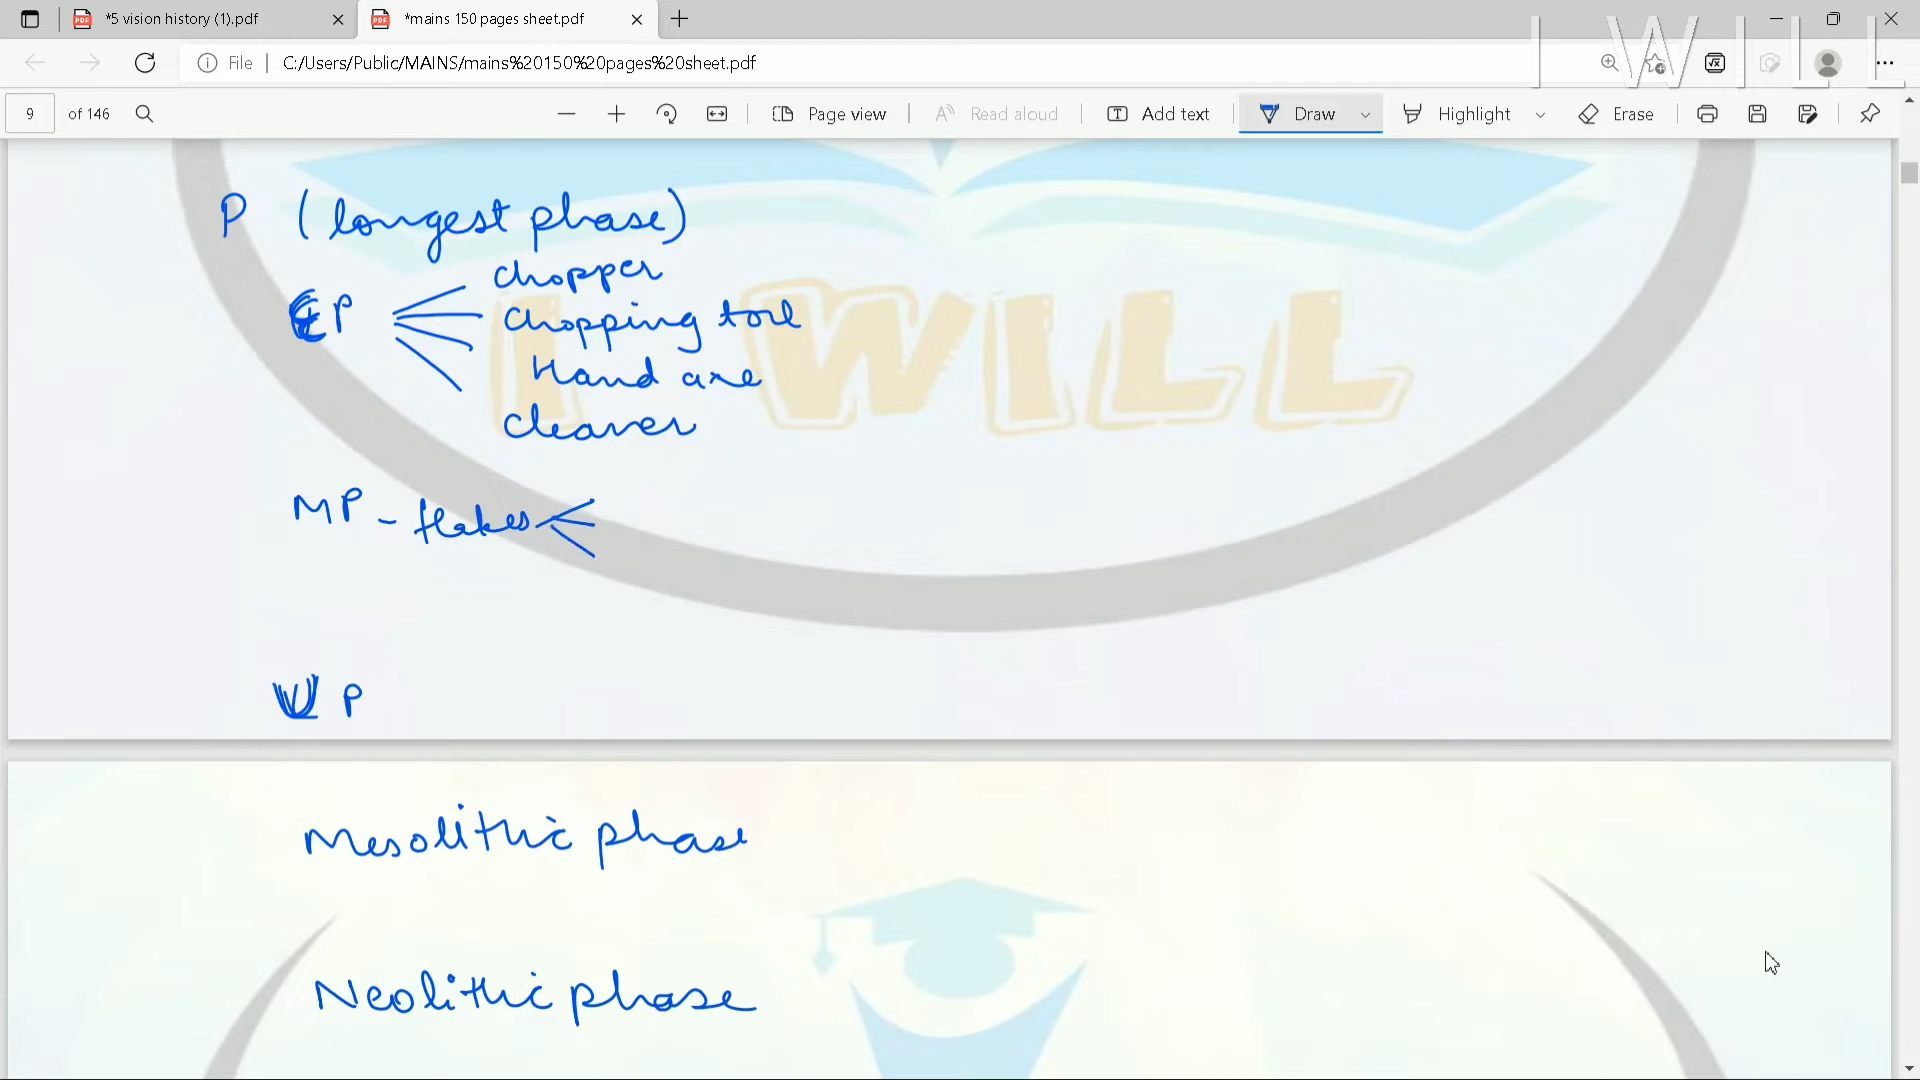 *5 vision history (1).pdf
*mains 150 pages sheet.pdf
File C:/Users/Public/MAINS/mains%20150%20pages%20sheet.pdf
I WILL
9 of 146 Page view Read aloud Add text Draw Highlight Erase
P (longest phase)
chopper
EP chopping tool
Hand axe
cleaver
I WILL
MP - flakes
UP
Mesolithic phase
Neolithic phase